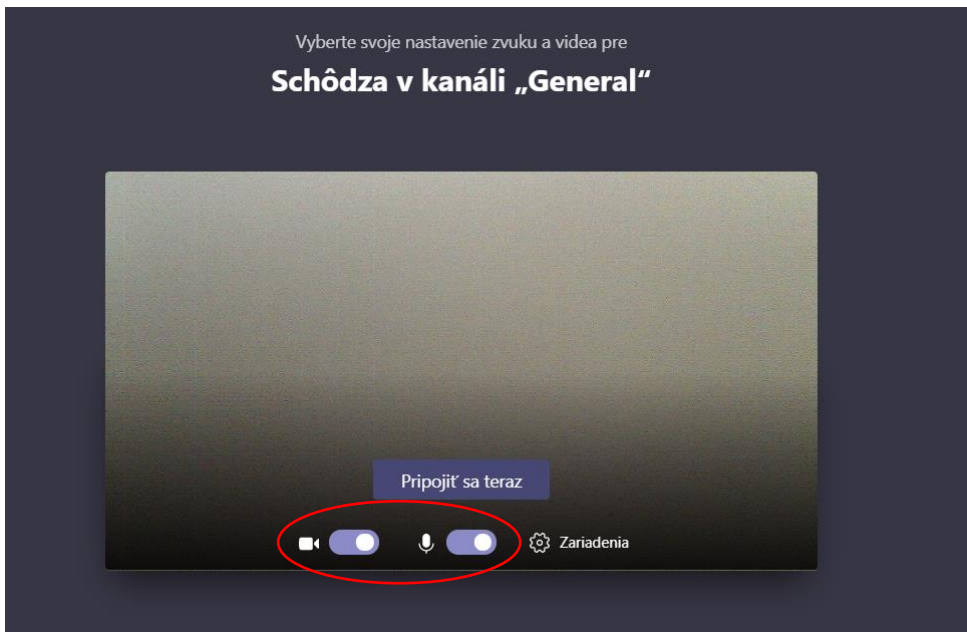 Vyberte svoje nastavenie zvuku a videa pre
Schôdza v kanáli „General“
Pripojiť sa teraz
Zariadenia